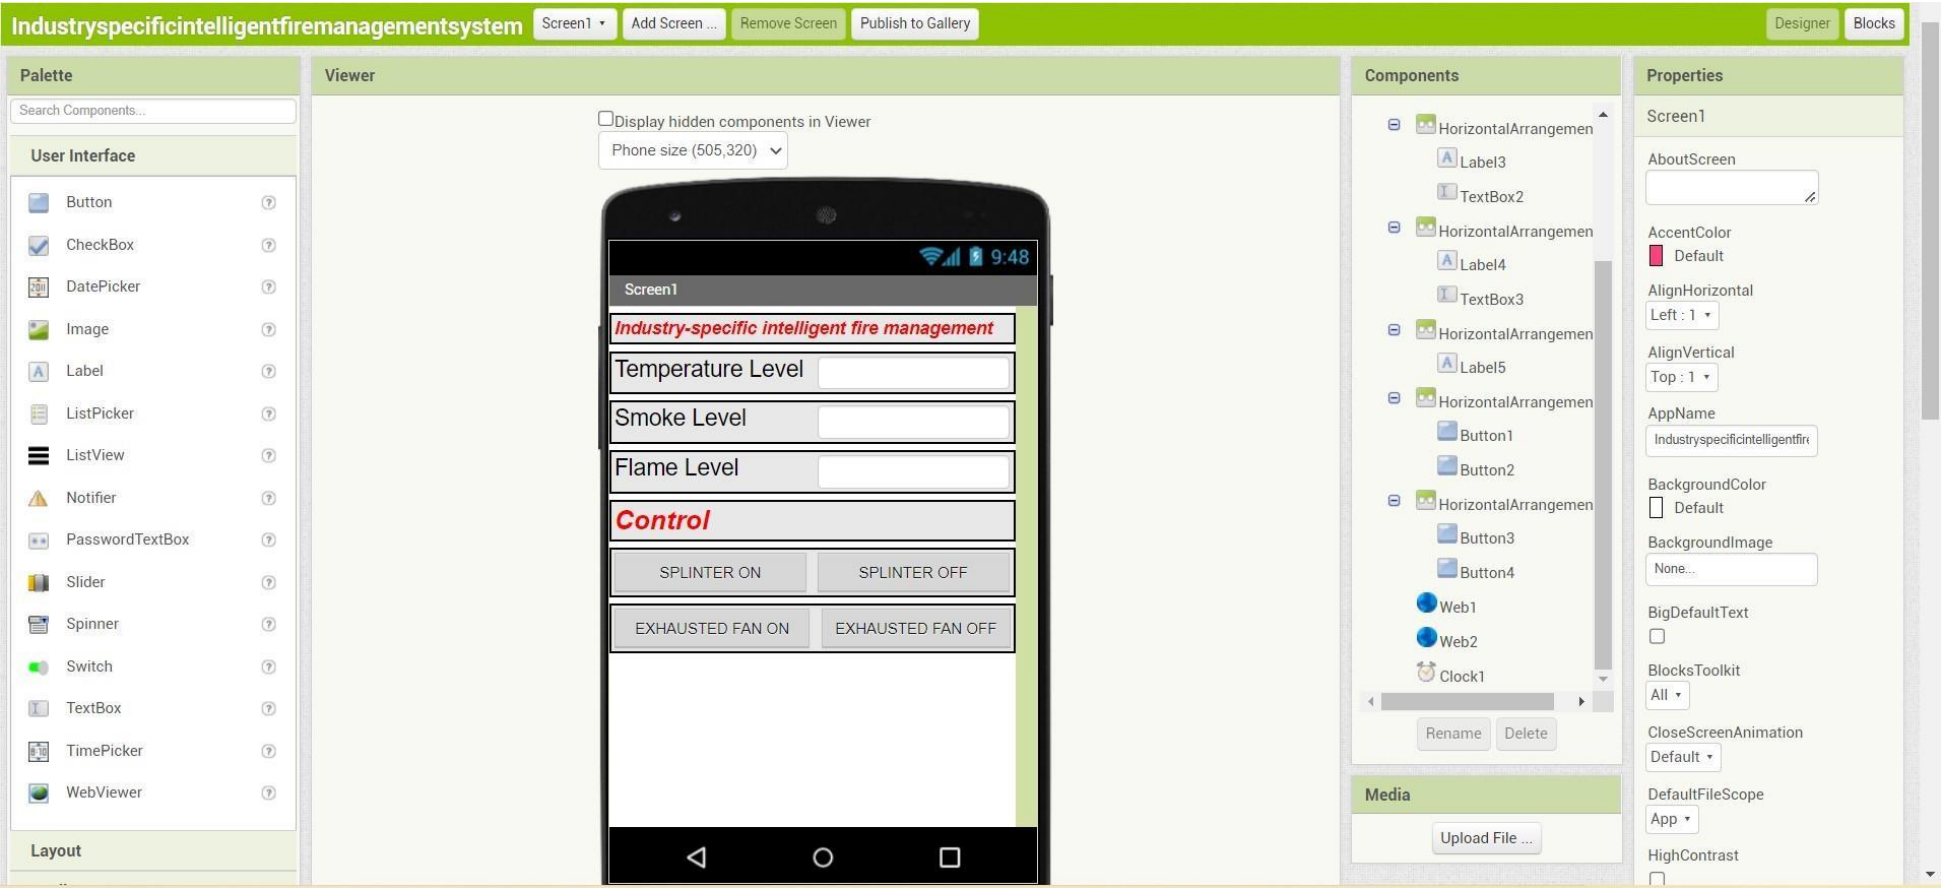 Industryspecificintelligentfiremanagementsystem Screen1 Add Screen ... Remove Screen Publish to Gallery Designer Blocks
Palette
Search Components...
User Interface
Button
CheckBox
DatePicker
Image
Label
ListPicker
ListView
Notifier
PasswordTextBox
Slider
Spinner
Switch
TextBox
TimePicker
WebViewer
Layout
Viewer
Display hidden components in Viewer
Phone size (505,320)
9:48
Screen1
Industry-specific intelligent fire management
Temperature Level
Smoke Level
Flame Level
Control
SPLINTER ON SPLINTER OFF
EXHAUSTED FAN ON EXHAUSTED FAN OFF
Components
HorizontalArrangemen
Label3
TextBox2
HorizontalArrangemen
Label4
TextBox3
HorizontalArrangemen
Label5
HorizontalArrangemen
Button1
Button2
HorizontalArrangemen
Button3
Button4
Web1
Web2
Clock1
Rename Delete
Media
Upload File ...
Properties
Screen1
AboutScreen
AccentColor
Default
AlignHorizontal
Left : 1
AlignVertical
Top : 1
AppName
Industryspecificintelligentfire
BackgroundColor
Default
BackgroundImage
None...
BigDefaultText
BlocksToolkit
All
CloseScreenAnimation
Default
DefaultFileScope
App
HighContrast